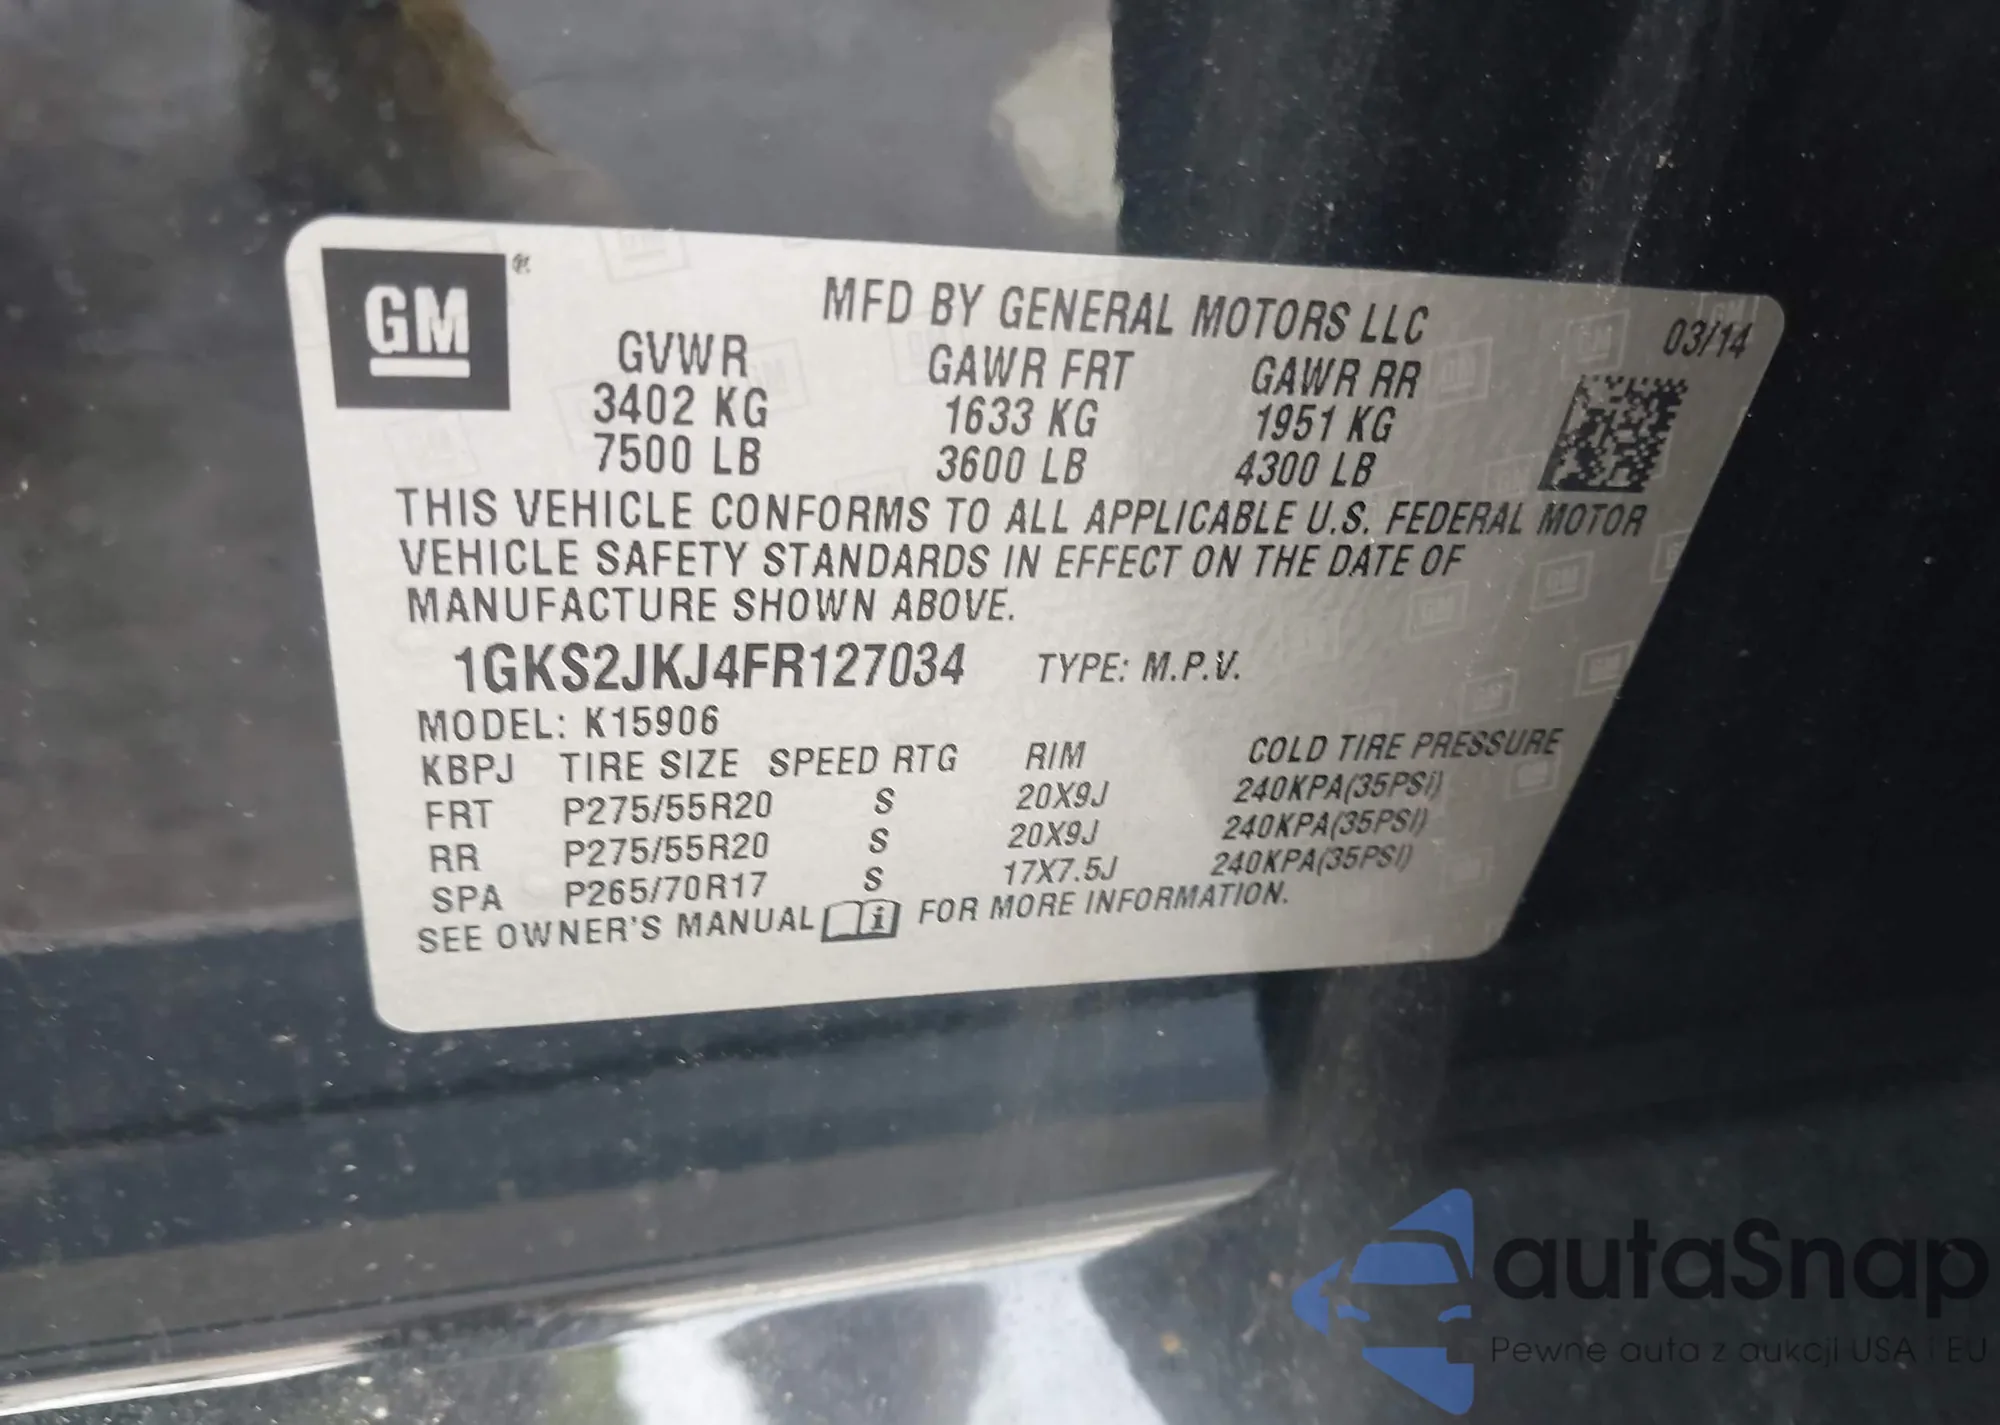 GM ®
MFD BY GENERAL MOTORS LLC
03/14
GVWR GAWR FRT GAWR RR
3402 KG 1633 KG 1951 KG
7500 LB 3600 LB 4300 LB
THIS VEHICLE CONFORMS TO ALL APPLICABLE U.S. FEDERAL MOTOR
VEHICLE SAFETY STANDARDS IN EFFECT ON THE DATE OF
MANUFACTURE SHOWN ABOVE.
1GKS2JKJ4FR127034 TYPE: M.P.V.
MODEL: K15906
KBPJ TIRE SIZE SPEED RTG RIM COLD TIRE PRESSURE
FRT P275/55R20 S 20X9J 240KPA(35PSI)
RR P275/55R20 S 20X9J 240KPA(35PSI)
SPA P265/70R17 S 17X7.5J 240KPA(35PSI)
SEE OWNER'S MANUAL i FOR MORE INFORMATION.
autaSnap
Pewne auta z aukcji USA i EU